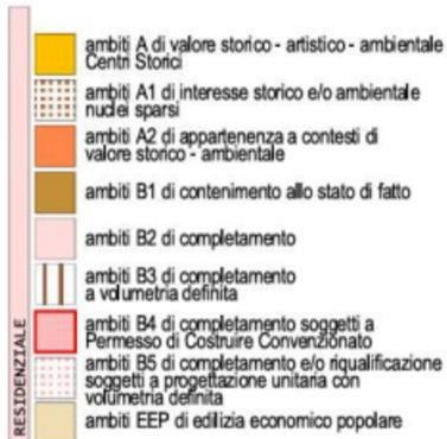 ambiti A di valore storico - artistico - ambientale
Centri Storici
ambiti A1 di interesse storico e/o ambientale
nuclei sparsi
ambiti A2 di appartenenza a contesti di
valore storico - ambientale
ambiti B1 di contenimento allo stato di fatto
ambiti B2 di completamento
ambiti B3 di completamento
a volumetria definita
ambiti B4 di completamento soggetti a
Permesso di Costruire Convenzionato
ambiti B5 di completamento e/o riqualificazione
soggetti a progettazione unitaria con
volumetria definita
ambiti EEP di edilizia economico popolare
RESIDENZIALE